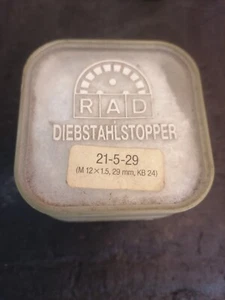 RAD
DIEBSTAHLSTOPPER
21-5-29
(M 12×1.5, 29 mm, KB 24)